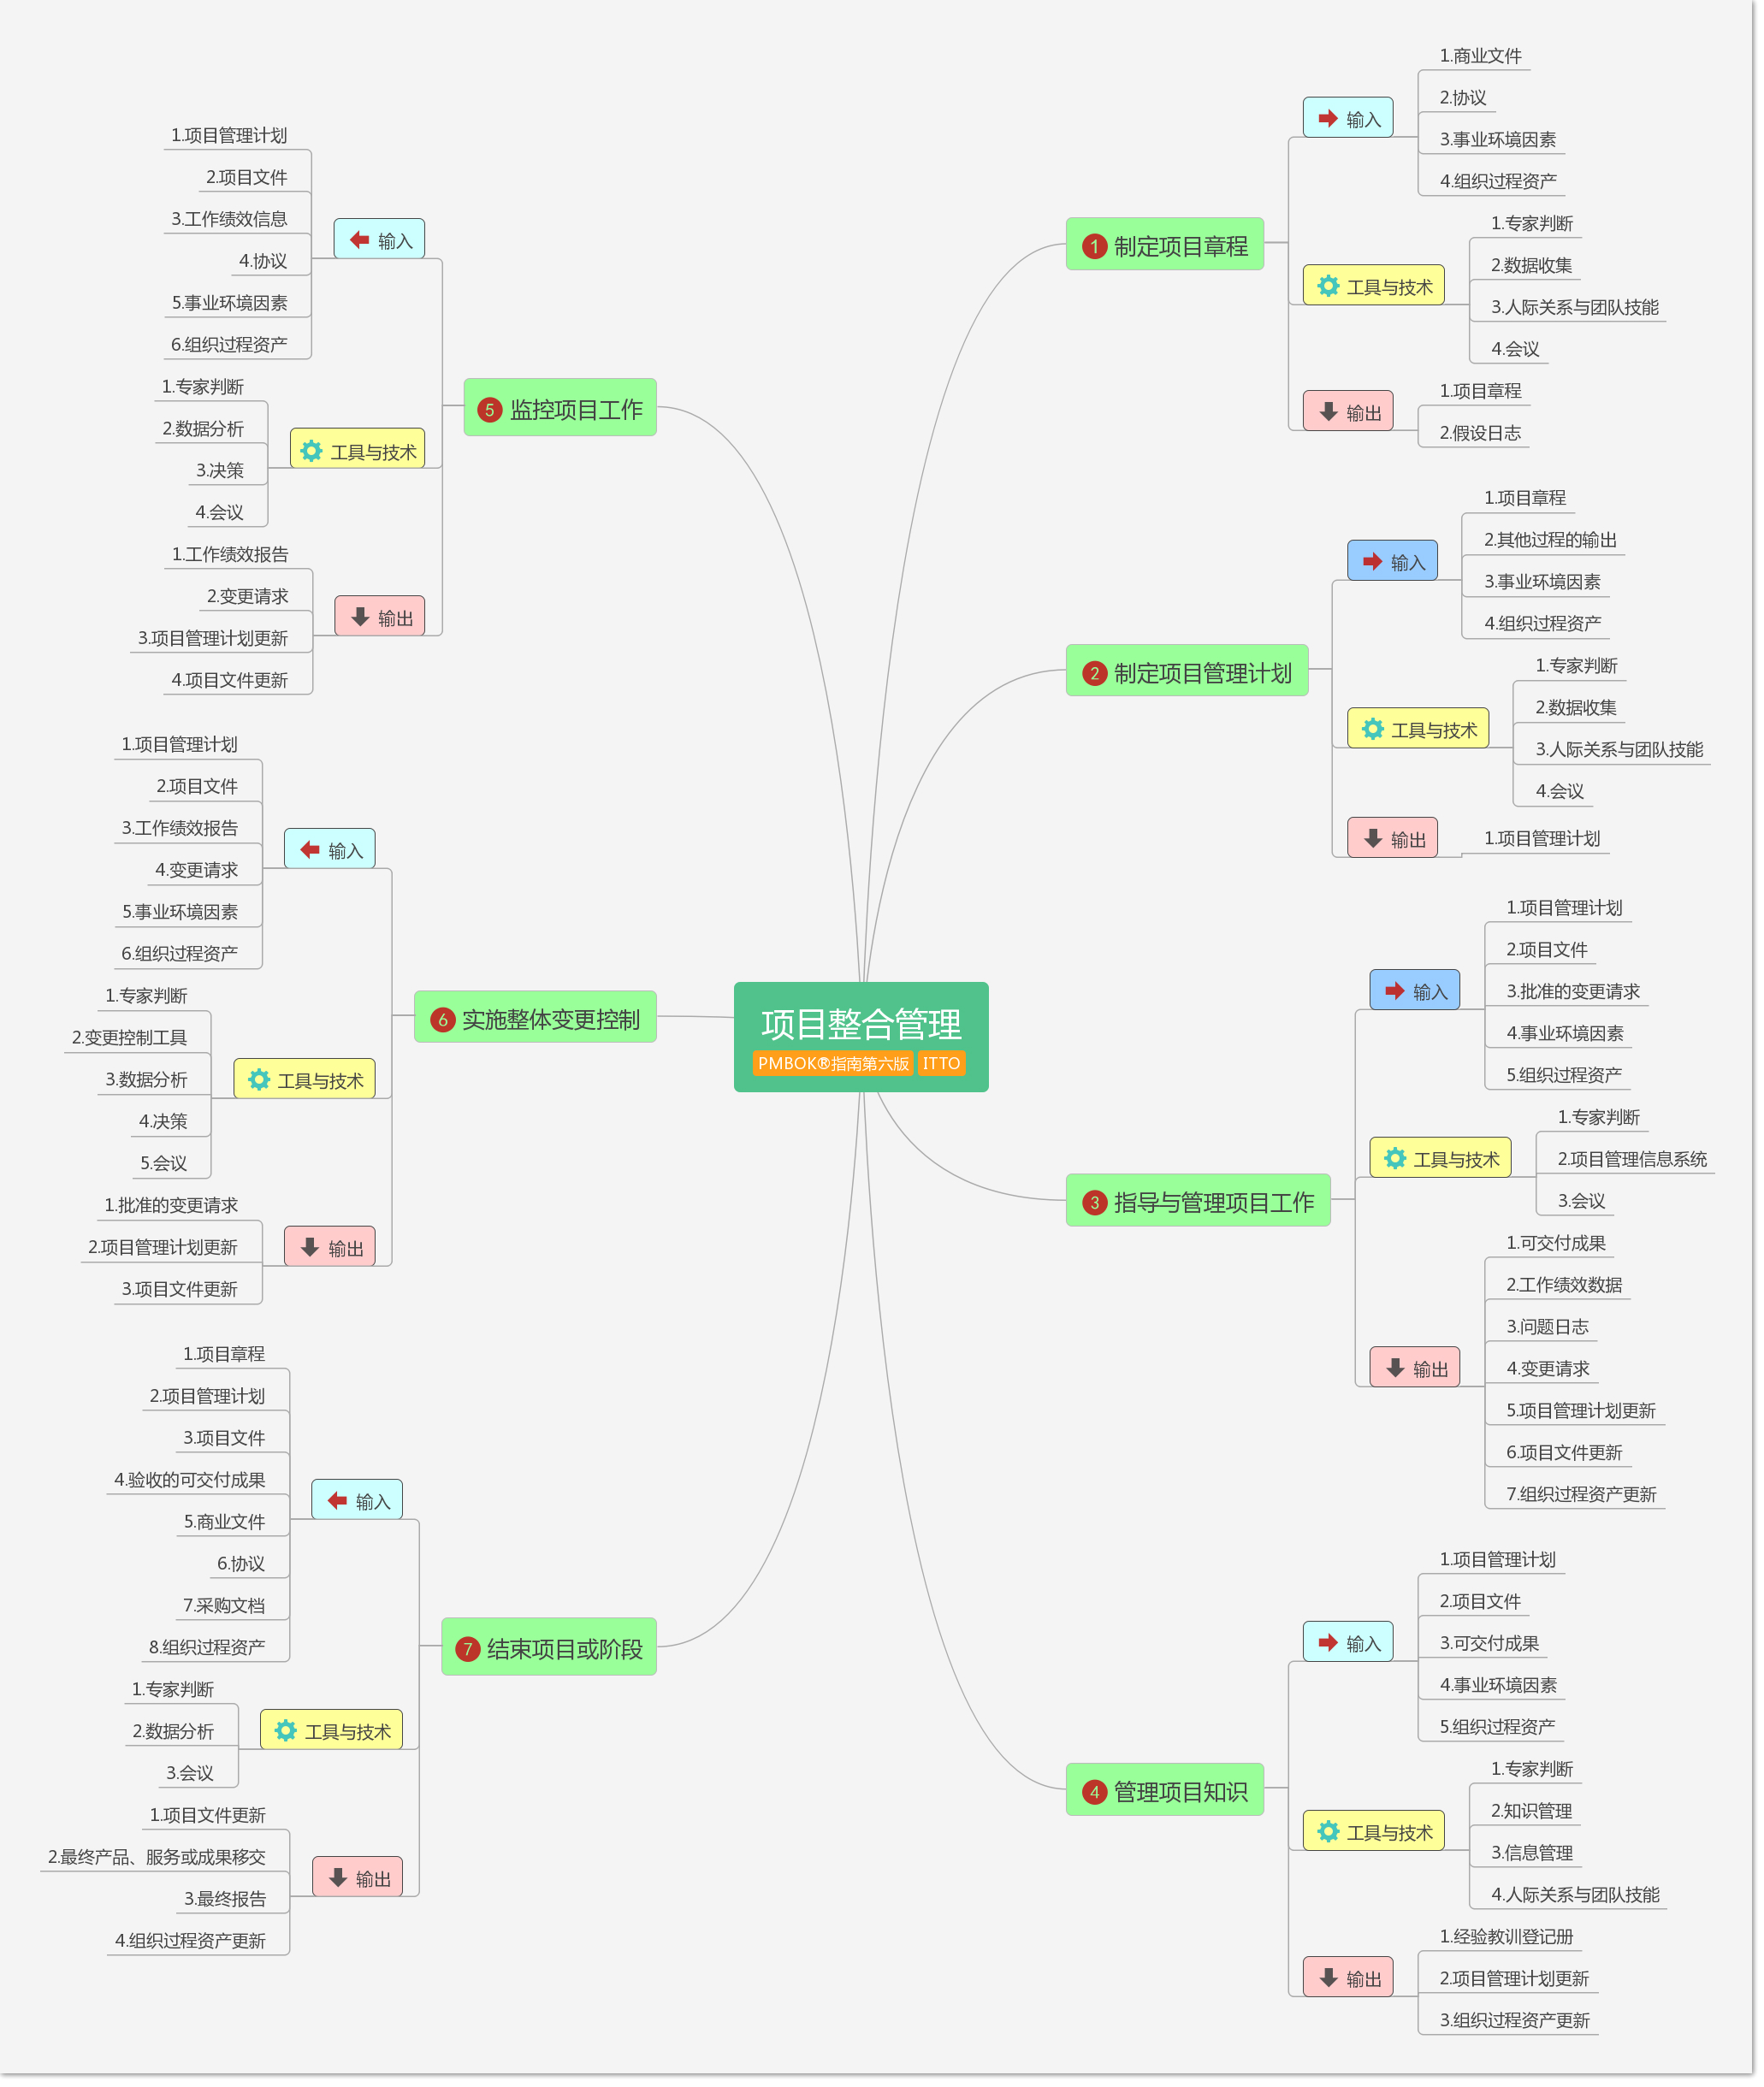 项目整合管理
PMBOK®指南第六版 ITTO
1 制定项目章程
输入
1.商业文件
2.协议
3.事业环境因素
4.组织过程资产
工具与技术
1.专家判断
2.数据收集
3.人际关系与团队技能
4.会议
输出
1.项目章程
2.假设日志
2 制定项目管理计划
输入
1.项目章程
2.其他过程的输出
3.事业环境因素
4.组织过程资产
工具与技术
1.专家判断
2.数据收集
3.人际关系与团队技能
4.会议
输出
1.项目管理计划
3 指导与管理项目工作
输入
1.项目管理计划
2.项目文件
3.批准的变更请求
4.事业环境因素
5.组织过程资产
工具与技术
1.专家判断
2.项目管理信息系统
3.会议
输出
1.可交付成果
2.工作绩效数据
3.问题日志
4.变更请求
5.项目管理计划更新
6.项目文件更新
7.组织过程资产更新
4 管理项目知识
输入
1.项目管理计划
2.项目文件
3.可交付成果
4.事业环境因素
5.组织过程资产
工具与技术
1.专家判断
2.知识管理
3.信息管理
4.人际关系与团队技能
输出
1.经验教训登记册
2.项目管理计划更新
3.组织过程资产更新
5 监控项目工作
输入
1.项目管理计划
2.项目文件
3.工作绩效信息
4.协议
5.事业环境因素
6.组织过程资产
工具与技术
1.专家判断
2.数据分析
3.决策
4.会议
输出
1.工作绩效报告
2.变更请求
3.项目管理计划更新
4.项目文件更新
6 实施整体变更控制
输入
1.项目管理计划
2.项目文件
3.工作绩效报告
4.变更请求
5.事业环境因素
6.组织过程资产
工具与技术
1.专家判断
2.变更控制工具
3.数据分析
4.决策
5.会议
输出
1.批准的变更请求
2.项目管理计划更新
3.项目文件更新
7 结束项目或阶段
输入
1.项目章程
2.项目管理计划
3.项目文件
4.验收的可交付成果
5.商业文件
6.协议
7.采购文档
8.组织过程资产
工具与技术
1.专家判断
2.数据分析
3.会议
输出
1.项目文件更新
2.最终产品、服务或成果移交
3.最终报告
4.组织过程资产更新